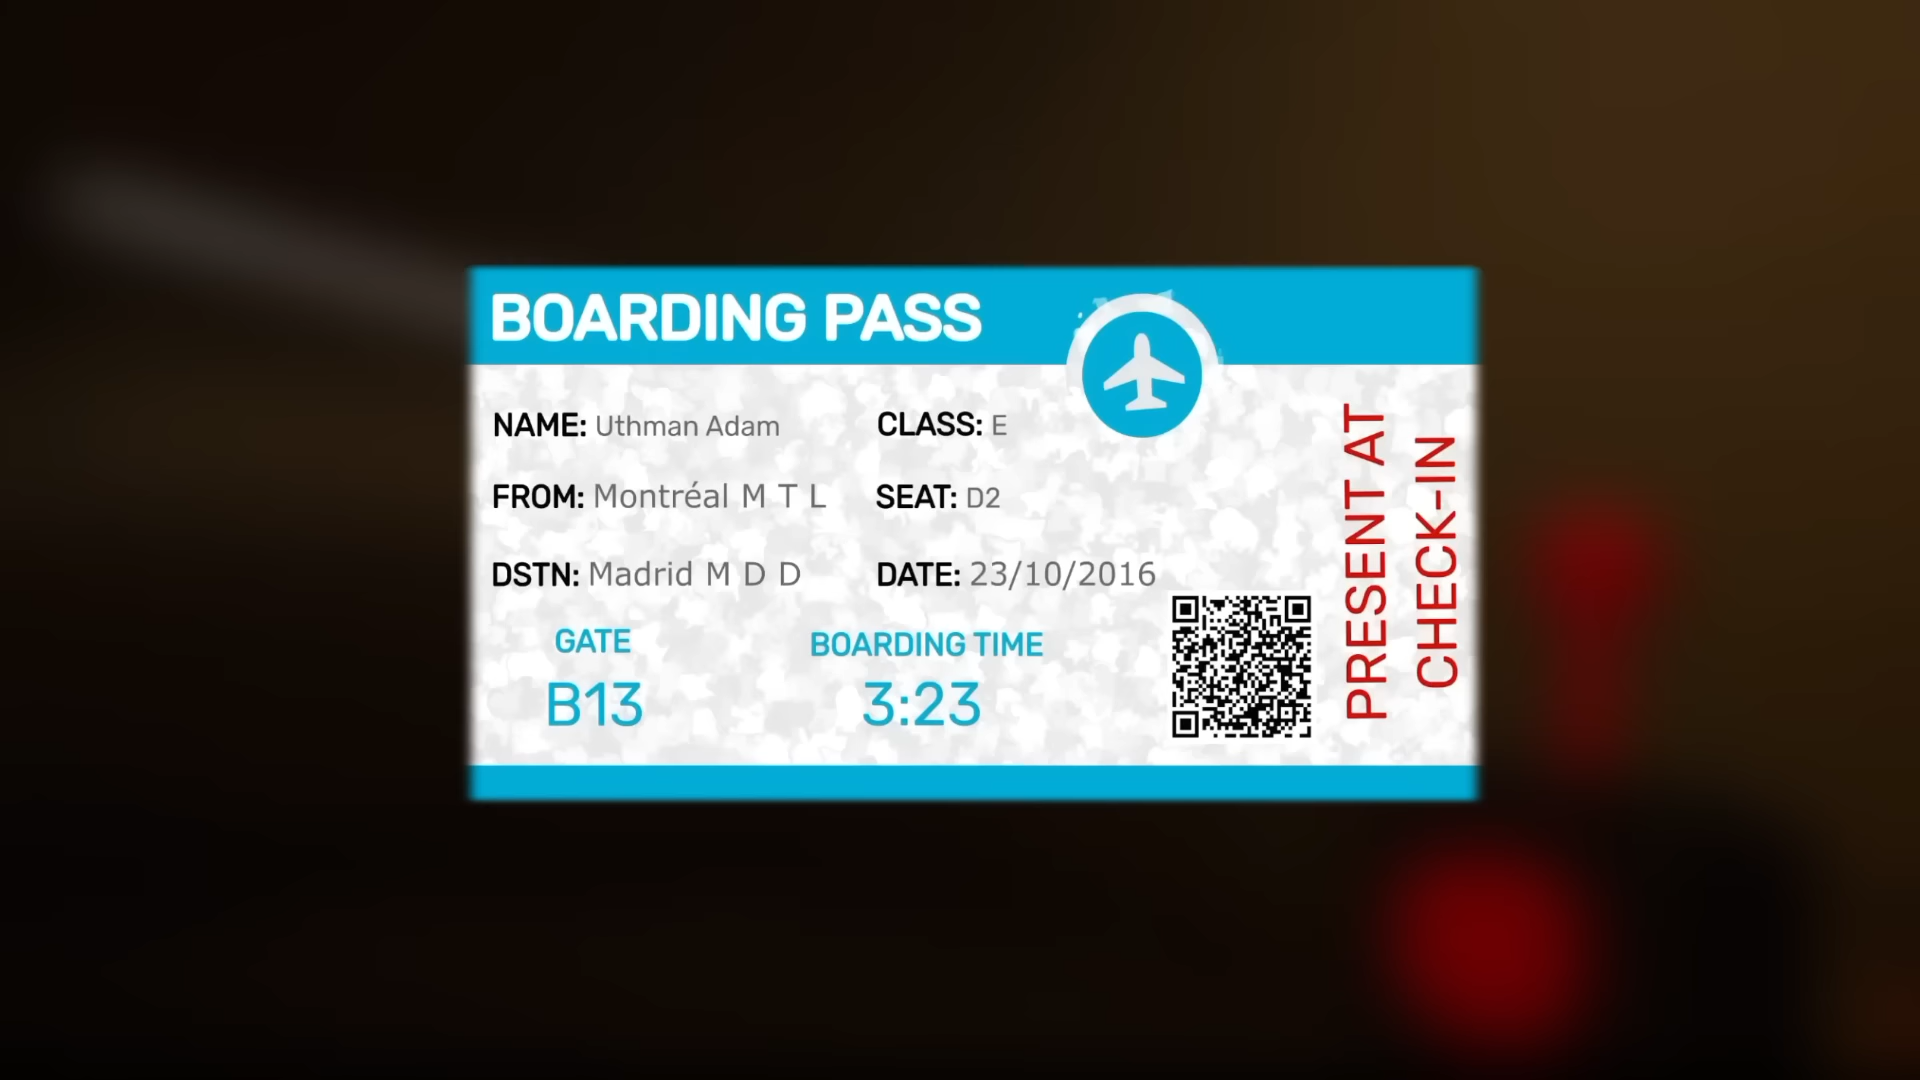 BOARDING PASS
NAME: Uthman Adam
CLASS: E
FROM: Montréal M T L
SEAT: D2
DSTN: Madrid M D D
DATE: 23/10/2016
GATE
BOARDING TIME
B13
3:23
PRESENT AT
CHECK-IN